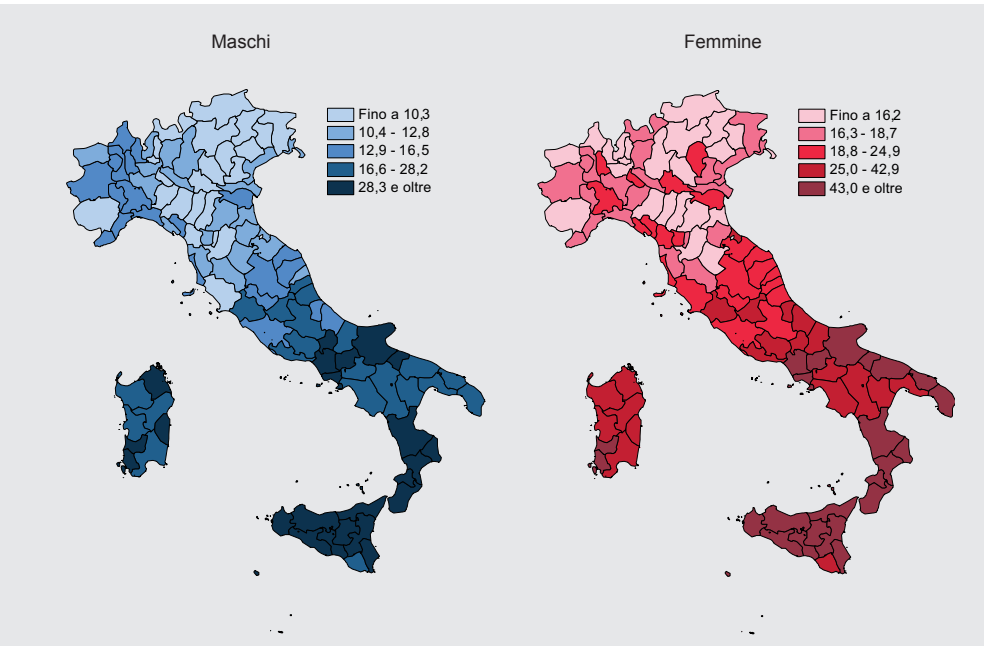 Maschi
Fino a 10,3
10,4 - 12,8
12,9 - 16,5
16,6 - 28,2
28,3 e oltre
Femmine
Fino a 16,2
16,3 - 18,7
18,8 - 24,9
25,0 - 42,9
43,0 e oltre